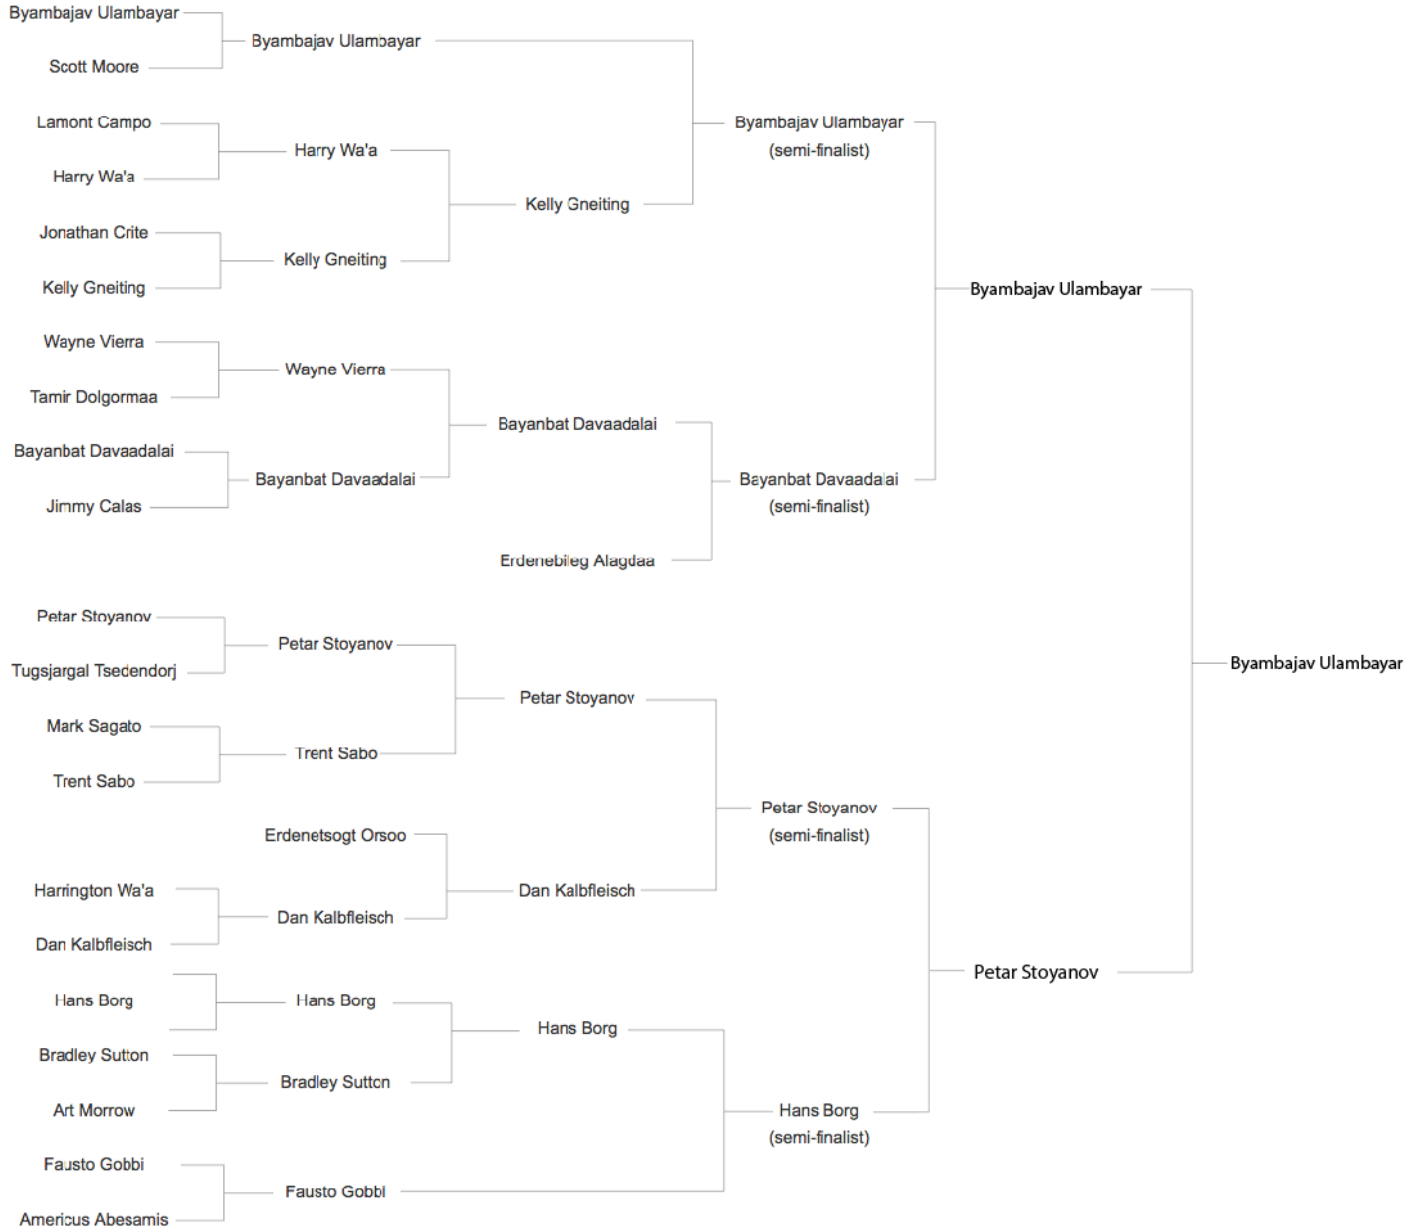 Byambajav Ulambayar
Byambajav Ulambayar
Scott Moore
Lamont Campo
Byambajav Ulambayar
(semi-finalist)
Harry Wa'a
Harry Wa'a
Kelly Gneiting
Jonathan Crite
Kelly Gneiting
Kelly Gneiting
Byambajav Ulambayar
Wayne Vierra
Wayne Vierra
Tamir Dolgormaa
Bayanbat Davaadalai
Bayanbat Davaadalai
Bayanbat Davaadalai
Bayanbat Davaadalai
(semi-finalist)
Jimmy Calas
Erdenebileg Alagdaa
Petar Stoyanov
Petar Stoyanov
Tugsjargal Tsedendorj
Byambajav Ulambayar
Petar Stoyanov
Mark Sagato
Trent Sabo
Trent Sabo
Petar Stoyanov
(semi-finalist)
Erdenetsogt Orsoo
Harrington Wa'a
Dan Kalbfleisch
Dan Kalbfleisch
Dan Kalbfleisch
Petar Stoyanov
Hans Borg
Hans Borg
Hans Borg
Bradley Sutton
Bradley Sutton
Art Morrow
Hans Borg
(semi-finalist)
Fausto Gobbi
Fausto Gobbi
Americus Abesamis